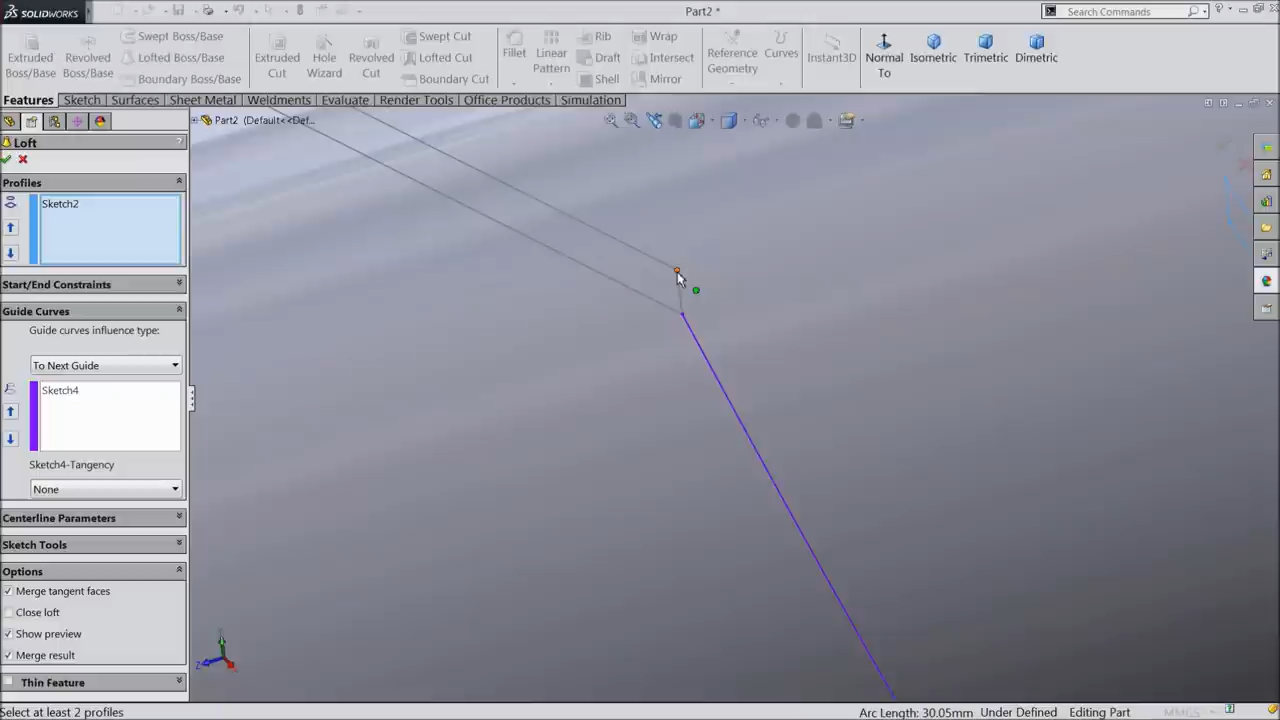 SOLIDWORKS
Part2 *
Search Commands
Extruded Boss/Base
Revolved Boss/Base
Swept Boss/Base
Lofted Boss/Base
Boundary Boss/Base
Extruded Cut
Hole Wizard
Revolved Cut
Swept Cut
Lofted Cut
Boundary Cut
Fillet
Linear Pattern
Rib
Draft
Shell
Wrap
Intersect
Mirror
Reference Geometry
Curves
Instant3D
Normal To
Isometric
Trimetric
Dimetric
Features Sketch Surfaces Sheet Metal Weldments Evaluate Render Tools Office Products Simulation
Part2 (Default<<Def...
Loft
?
Profiles
Sketch2
Start/End Constraints
Guide Curves
Guide curves influence type:
To Next Guide
Sketch4
Sketch4-Tangency
None
Centerline Parameters
Sketch Tools
Options
Merge tangent faces
Close loft
Show preview
Merge result
Thin Feature
Z
Select at least 2 profiles
Arc Length: 30.05mm Under Defined Editing Part MMGS